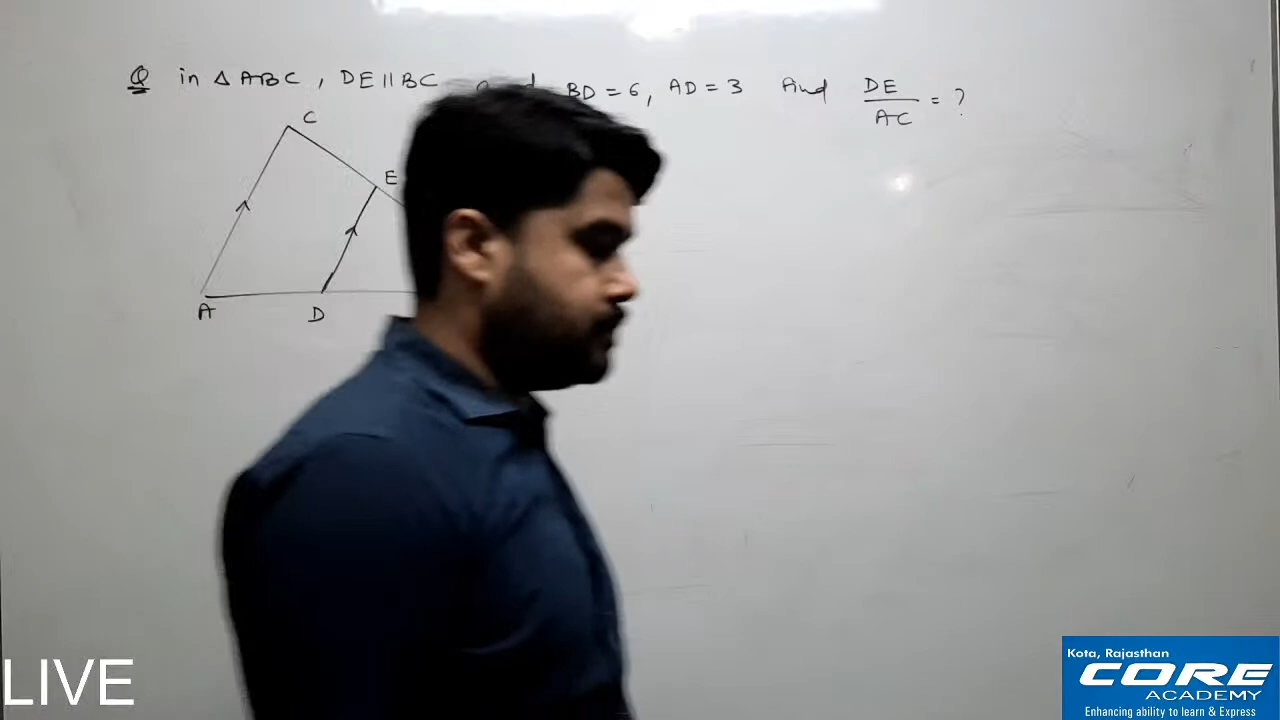 Q in △ABC, DE||BC and BD=6, AD=3 find DE/AC = ?
C
E
A
D
LIVE
Kota, Rajasthan
CORE
ACADEMY
Enhancing ability to learn & Express